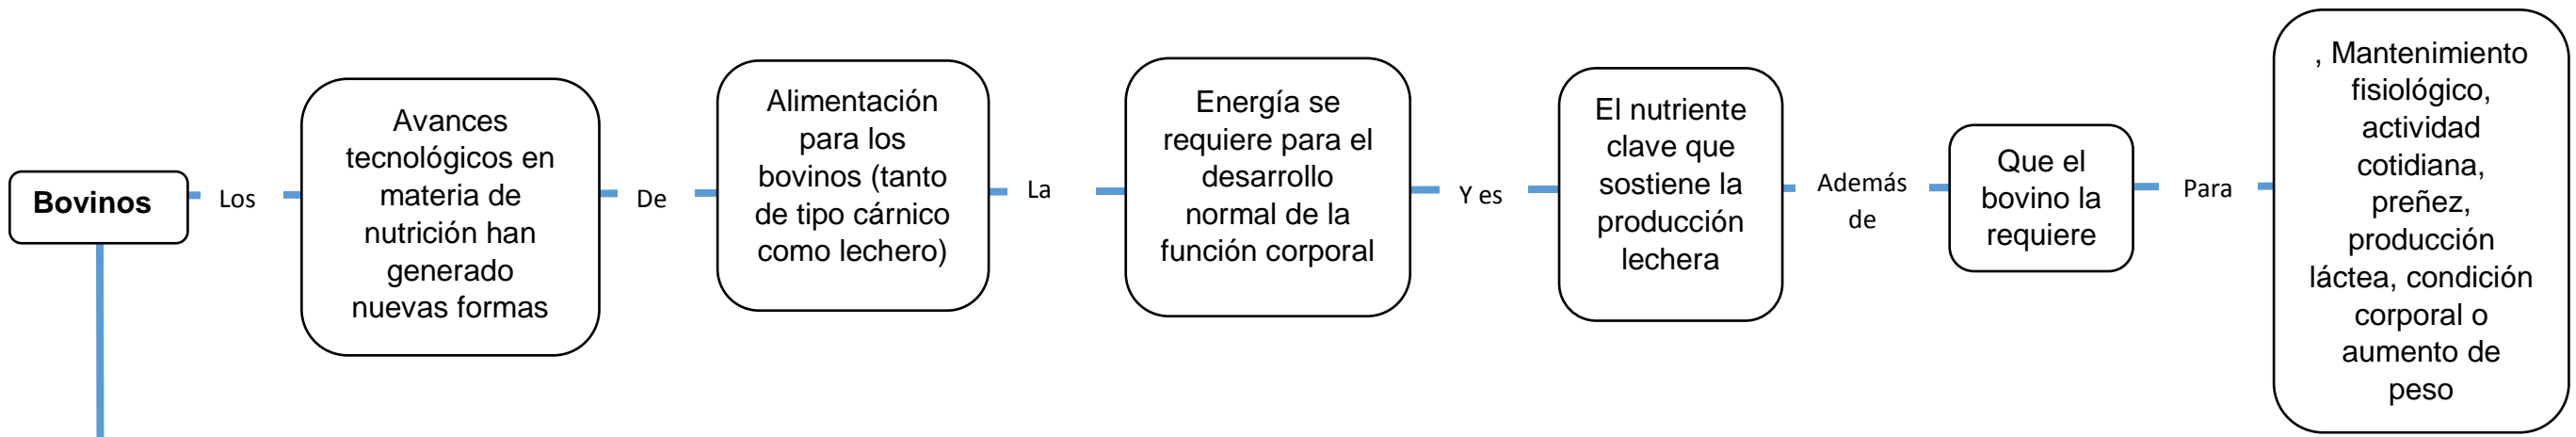 Bovinos
Los
Avances
tecnológicos en
materia de
nutrición han
generado
nuevas formas
De
Alimentación
para los
bovinos (tanto
de tipo cárnico
como lechero)
La
Energía se
requiere para el
desarrollo
normal de la
función corporal
Y es
El nutriente
clave que
sostiene la
producción
lechera
Además
de
Que el
bovino la
requiere
Para
, Mantenimiento
fisiológico,
actividad
cotidiana,
preñez,
producción
láctea, condición
corporal o
aumento de
peso